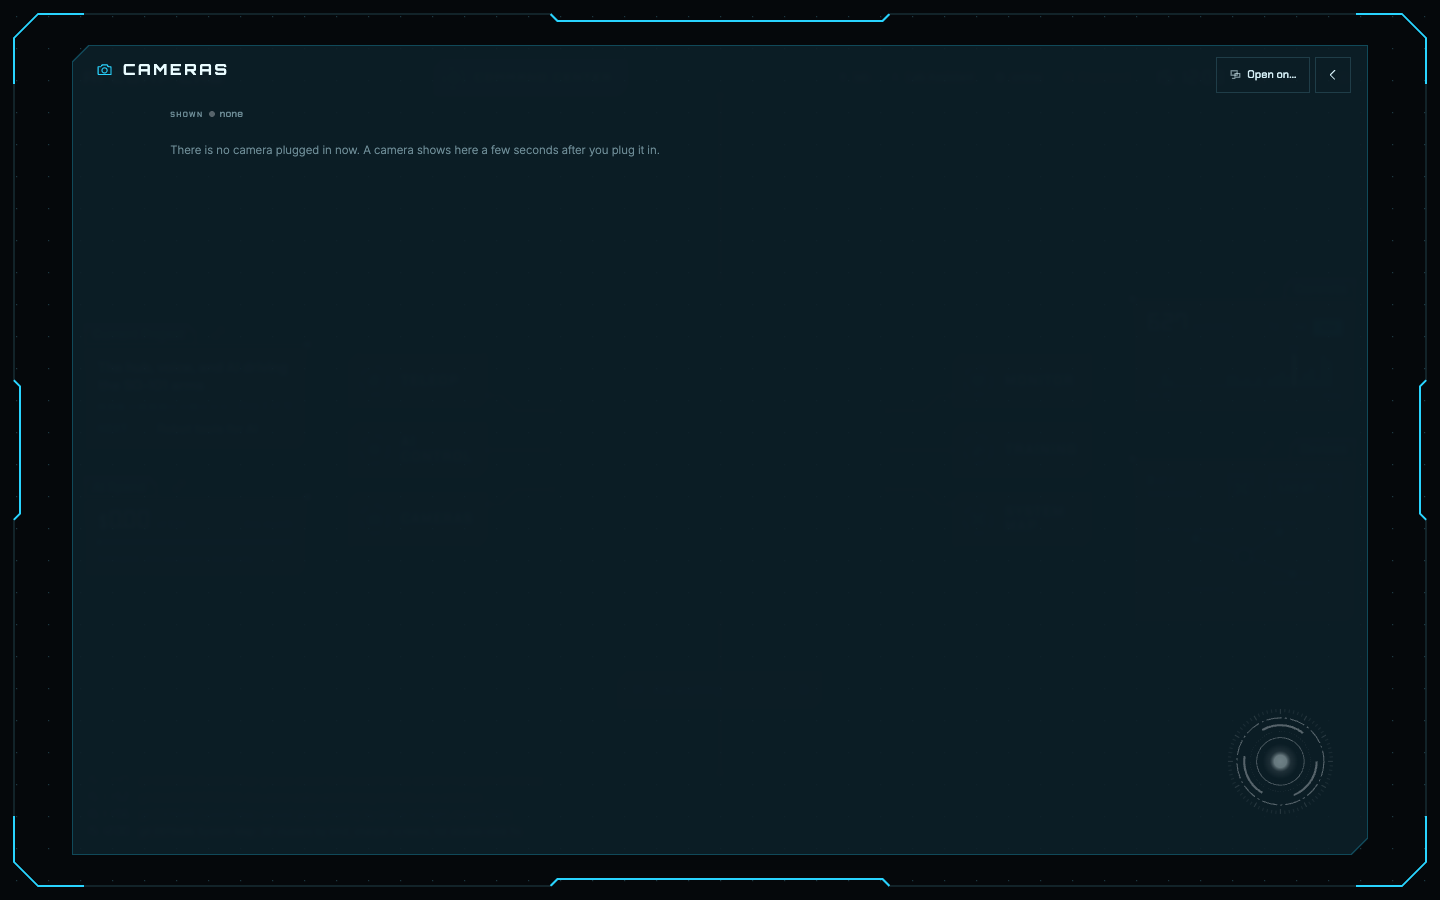 CAMERAS
Open on...
SHOWN none
There is no camera plugged in now. A camera shows here a few seconds after you plug it in.